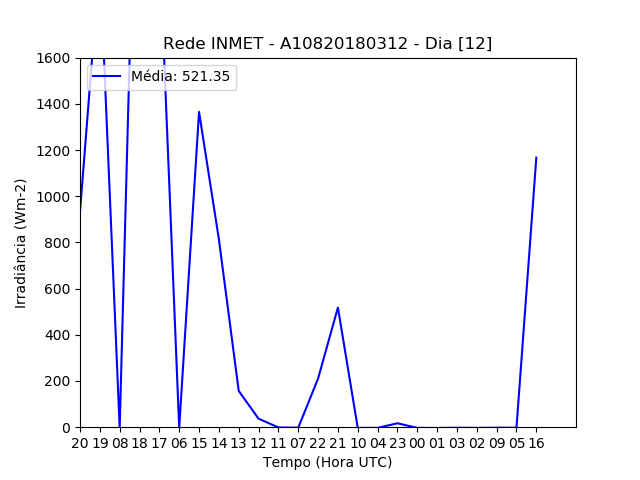 Rede INMET - A10820180312 - Dia [12]
Média: 521.35
1600
1400
1200
1000
800
600
400
200
0
Irradiância (Wm-2)
20 19 08 18 17 06 15 14 13 12 11 07 22 21 10 04 23 00 01 03 02 09 05 16
Tempo (Hora UTC)